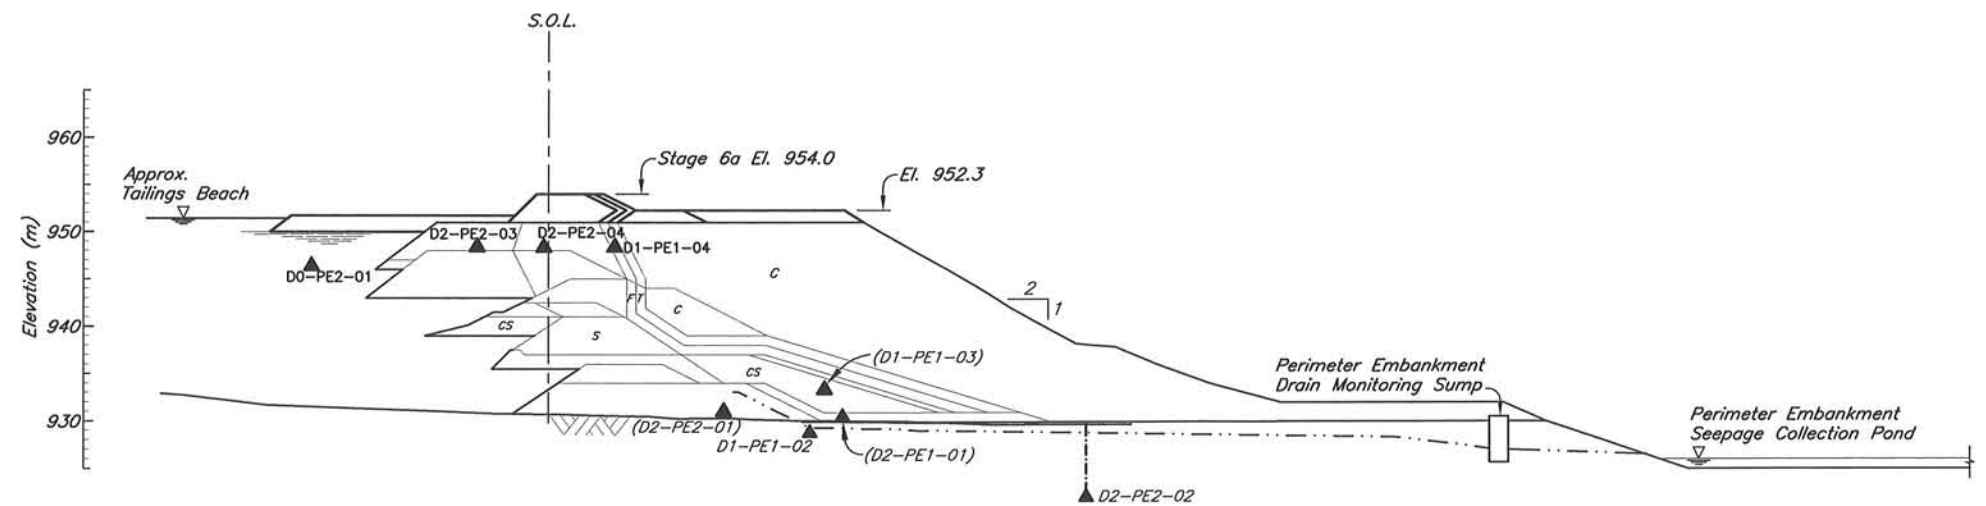 S.O.L.
960
950
940
930
Elevation (m)
Approx.
Tailings Beach
Stage 6a El. 954.0
El. 952.3
D2-PE2-03
D2-PE2-04
D1-PE1-04
D0-PE2-01
C
2
1
F T
C
CS
S
CS
(D1-PE1-03)
Perimeter Embankment
Drain Monitoring Sump
Perimeter Embankment
Seepage Collection Pond
(D2-PE2-01)
D1-PE1-02
(D2-PE1-01)
D2-PE2-02